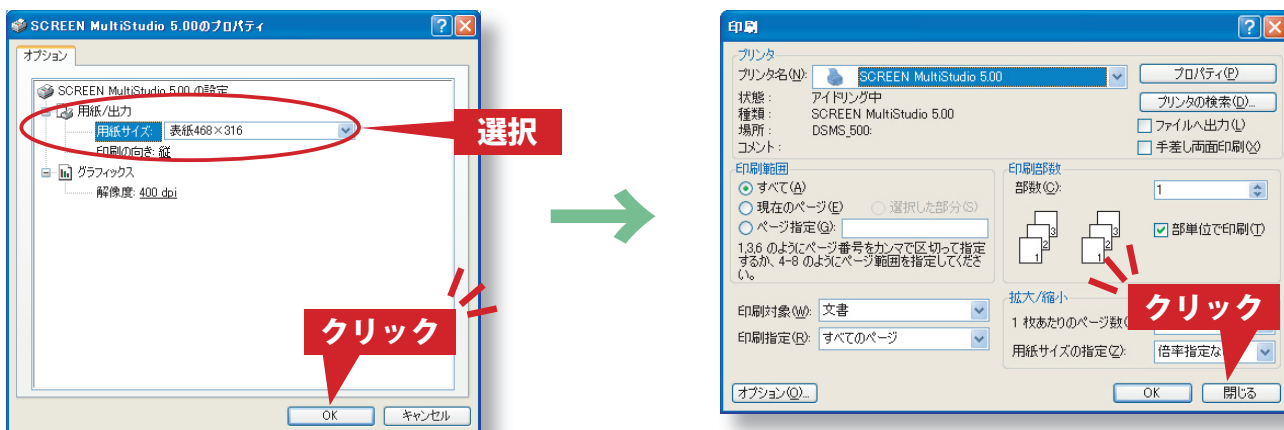 SCREEN MultiStudio 5.00のプロパティ
オプション
SCREEN MultiStudio 5.00 の設定
用紙/出力
用紙サイズ: 表紙468×316
印刷の向き: 縦
グラフィックス
解像度: 400 dpi
選択
クリック
OK キャンセル
印刷
プリンタ
プリンタ名(N): SCREEN MultiStudio 5.00 プロパティ(P)
状態: アイドリング中 プリンタの検索(D)...
種類: SCREEN MultiStudio 5.00
場所: DSMS_500: ファイルへ出力(L)
コメント: 手差し両面印刷(X)
印刷範囲
すべて(A)
現在のページ(E) 選択した部分(S)
ページ指定(G):
1,3,6 のようにページ番号をカンマで区切って指定
するか、4-8 のようにページ範囲を指定してくださ
い。
印刷部数
部数(C): 1
部単位で印刷(T)
3 3
2 2
1 1
印刷対象(W): 文書
印刷指定(R): すべてのページ
拡大/縮小
1 枚あたりのページ数(
用紙サイズの指定(Z): 倍率指定な
クリック
オプション(O)... OK 閉じる